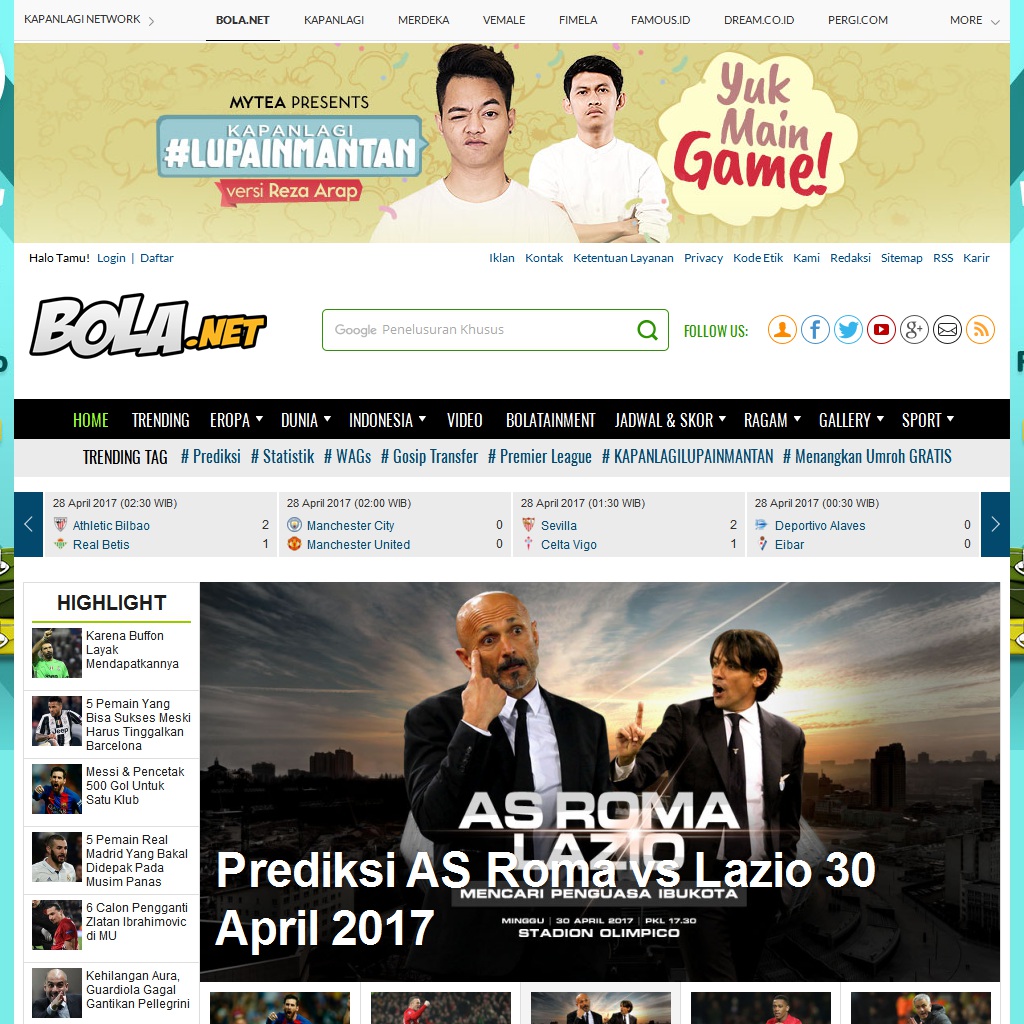 KAPANLAGI NETWORK
BOLA.NET KAPANLAGI MERDEKA VEMALE FIMELA FAMOUS.ID DREAM.CO.ID PERGI.COM MORE
MYTEA PRESENTS
KAPANLAGI
#LUPAINMANTAN
versi Reza Arap
Yuk
Main
Game!
Halo Tamu! Login | Daftar
Iklan Kontak Ketentuan Layanan Privacy Kode Etik Kami Redaksi Sitemap RSS Karir
BOLA.NET
Google Penelusuran Khusus
FOLLOW US:
HOME TRENDING EROPA DUNIA INDONESIA VIDEO BOLATAINMENT JADWAL & SKOR RAGAM GALLERY SPORT
TRENDING TAG # Prediksi # Statistik # WAGs # Gosip Transfer # Premier League # KAPANLAGILUPAINMANTAN # Menangkan Umroh GRATIS
28 April 2017 (02:30 WIB)
Athletic Bilbao 2
Real Betis 1
28 April 2017 (02:00 WIB)
Manchester City 0
Manchester United 0
28 April 2017 (01:30 WIB)
Sevilla 2
Celta Vigo 1
28 April 2017 (00:30 WIB)
Deportivo Alaves 0
Eibar 0
HIGHLIGHT
Karena Buffon
Layak
Mendapatkannya
5 Pemain Yang
Bisa Sukses Meski
Harus Tinggalkan
Barcelona
Messi & Pencetak
500 Gol Untuk
Satu Klub
5 Pemain Real
Madrid Yang Bakal
Didepak Pada
Musim Panas
6 Calon Pengganti
Zlatan Ibrahimovic
di MU
Kehilangan Aura,
Guardiola Gagal
Gantikan Pellegrini
AS ROMA
LAZIO
Prediksi AS Roma vs Lazio 30
April 2017
MENCARI PENGUASA IBUKOTA
MINGGU | 30 APRIL 2017 | PKL 17.30
STADION OLIMPICO